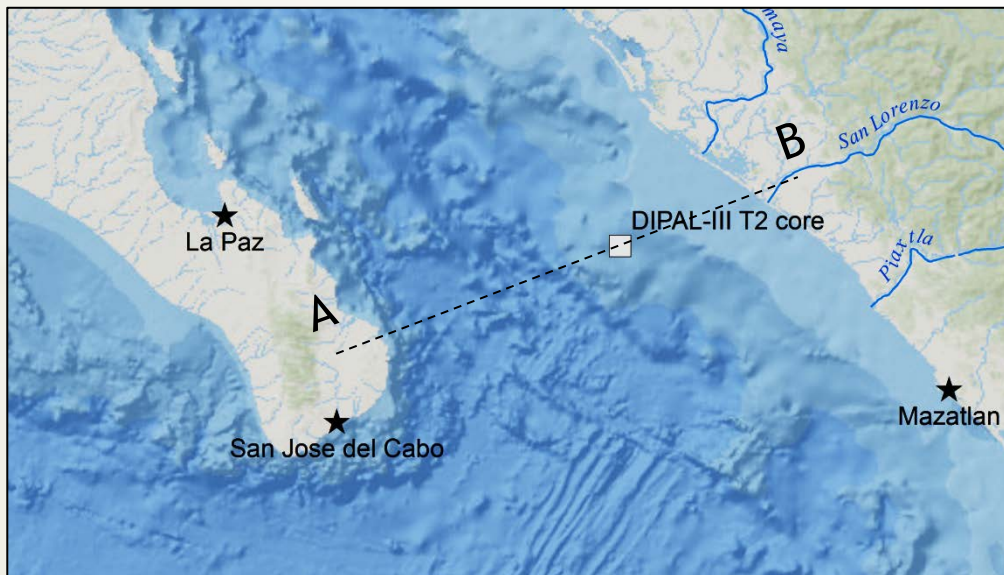 maya
San Lorenzo
B
La Paz
DIPAL-III T2 core
Piaxtla
A
Mazatlan
San Jose del Cabo